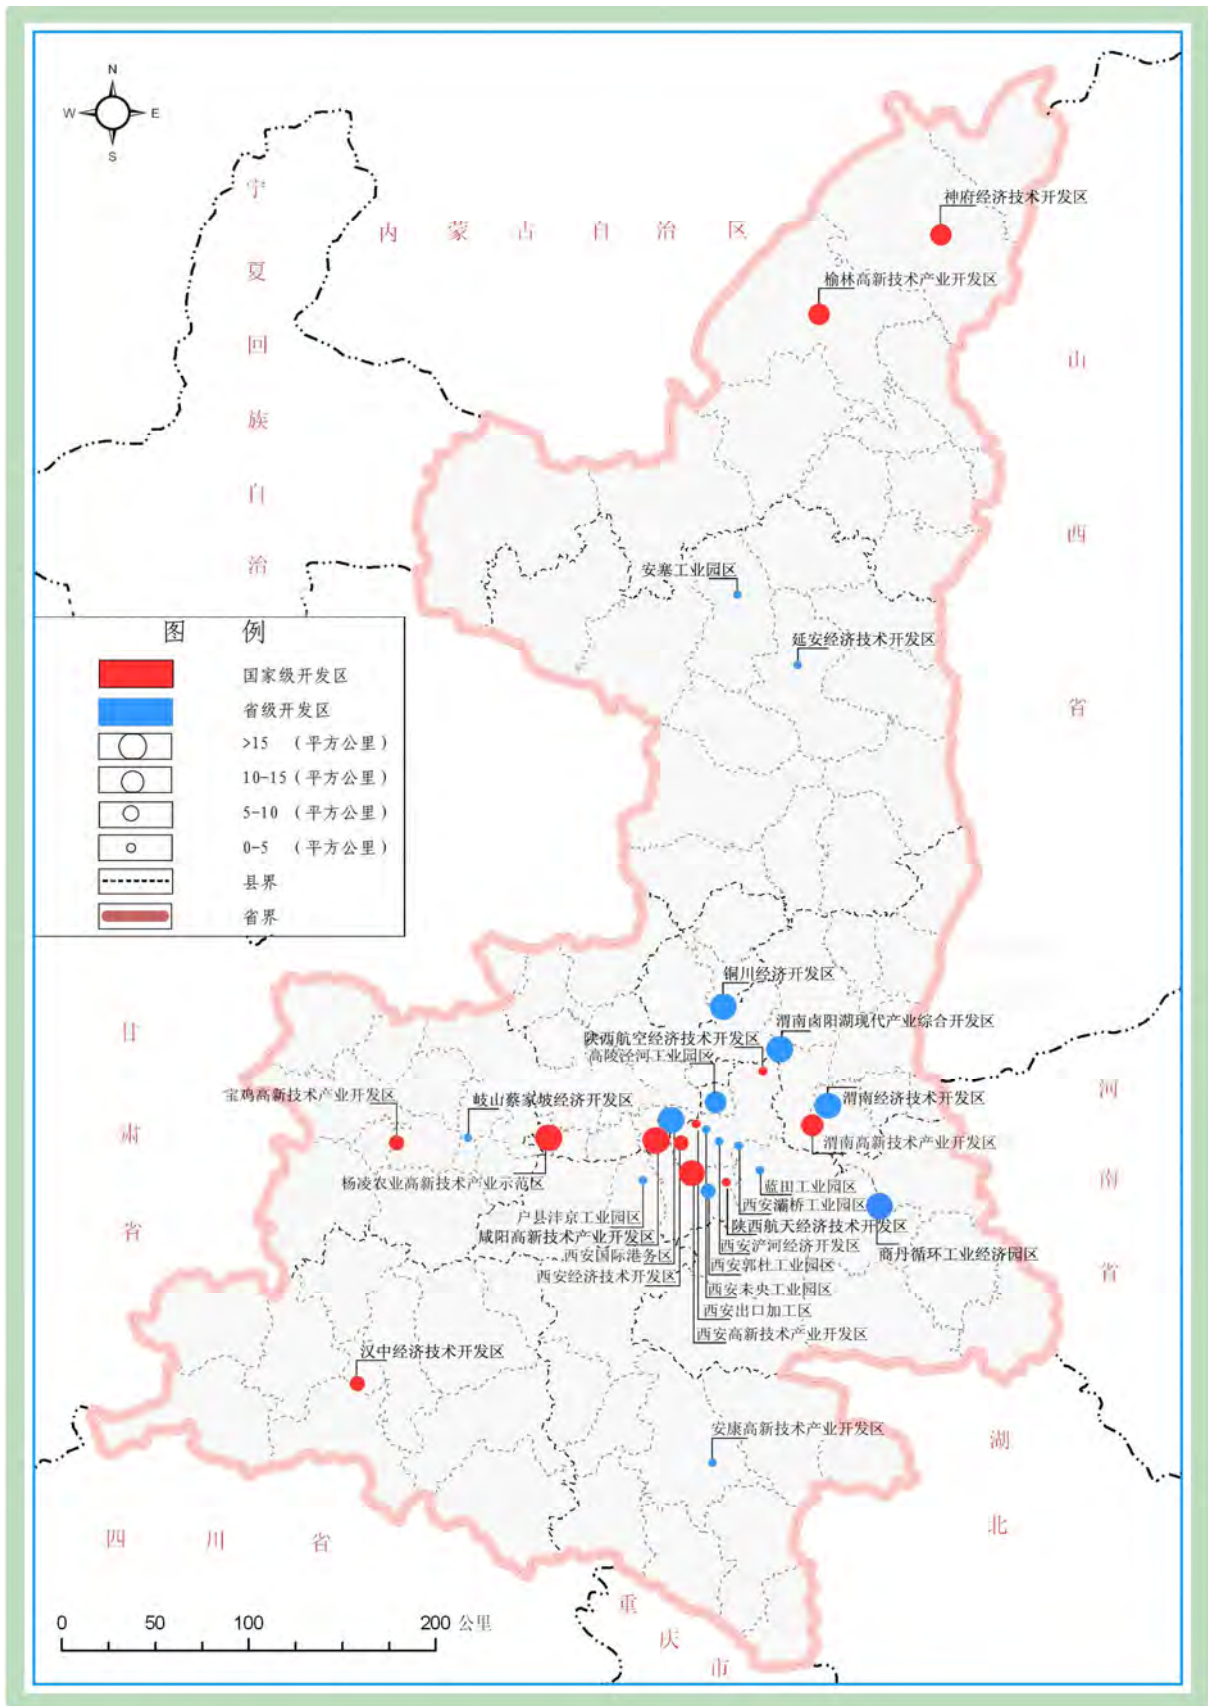 N
W
E
S
宁夏回族自治
内蒙古自治区
神府经济技术开发区
榆林高新技术产业开发区
山西省
安塞工业园区
延安经济技术开发区
图 例
国家级开发区
省级开发区
>15 (平方公里)
10-15(平方公里)
5-10 (平方公里)
0-5 (平方公里)
县界
省界
铜川经济开发区
渭南卤阳湖现代产业综合开发区
陕西航空经济技术开发区
高陵泾河工业园区
宝鸡高新技术产业开发区
岐山蔡家坡经济开发区
渭南经济技术开发区
渭南高新技术产业开发区
杨凌农业高新技术产业示范区
蓝田工业园区
西安灞桥工业园区
户县沣京工业园区
陕西航天经济技术开发区
咸阳高新技术产业开发区
西安浐河经济开发区
商丹循环工业经济园区
西安国际港务区
西安郭杜工业园区
西安经济技术开发区
西安未央工业园区
西安出口加工区
西安高新技术产业开发区
甘肃省
河南省
汉中经济技术开发区
安康高新技术产业开发区
湖北
四川省
重庆市
0 50 100 200 公里